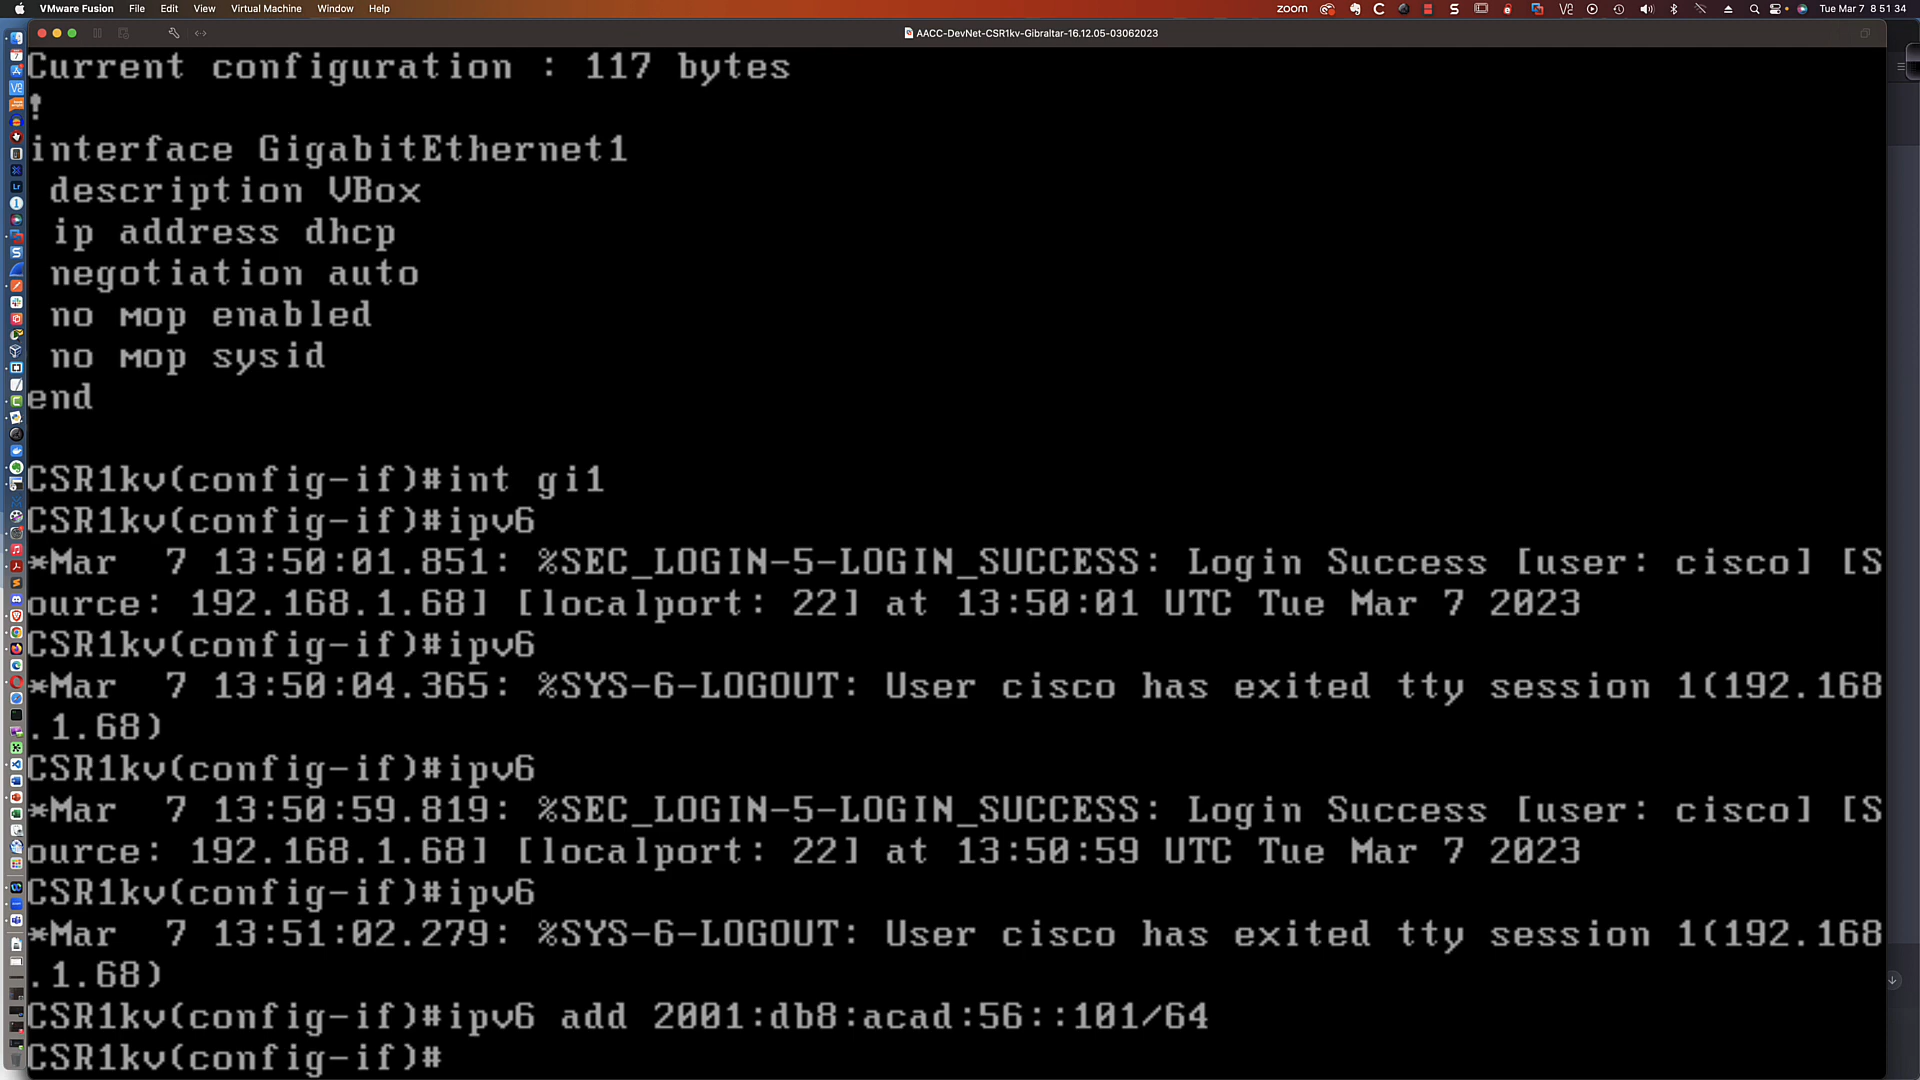 VMware Fusion File Edit View Virtual Machine Window Help zoom Tue Mar 7 8 51 34
AACC-DevNet-CSR1kv-Gibraltar-16.12.05-03062023
Current configuration : 117 bytes
!
interface GigabitEthernet1
description VBox
ip address dhcp
negotiation auto
no mop enabled
no mop sysid
end
CSR1kv(config-if)#int gi1
CSR1kv(config-if)#ipv6
*Mar 7 13:50:01.851: %SEC_LOGIN-5-LOGIN_SUCCESS: Login Success [user: cisco] [S
ource: 192.168.1.68] [localport: 22] at 13:50:01 UTC Tue Mar 7 2023
CSR1kv(config-if)#ipv6
*Mar 7 13:50:04.365: %SYS-6-LOGOUT: User cisco has exited tty session 1(192.168
.1.68)
CSR1kv(config-if)#ipv6
*Mar 7 13:50:59.819: %SEC_LOGIN-5-LOGIN_SUCCESS: Login Success [user: cisco] [S
ource: 192.168.1.68] [localport: 22] at 13:50:59 UTC Tue Mar 7 2023
CSR1kv(config-if)#ipv6
*Mar 7 13:51:02.279: %SYS-6-LOGOUT: User cisco has exited tty session 1(192.168
.1.68)
CSR1kv(config-if)#ipv6 add 2001:db8:acad:56::101/64
CSR1kv(config-if)#